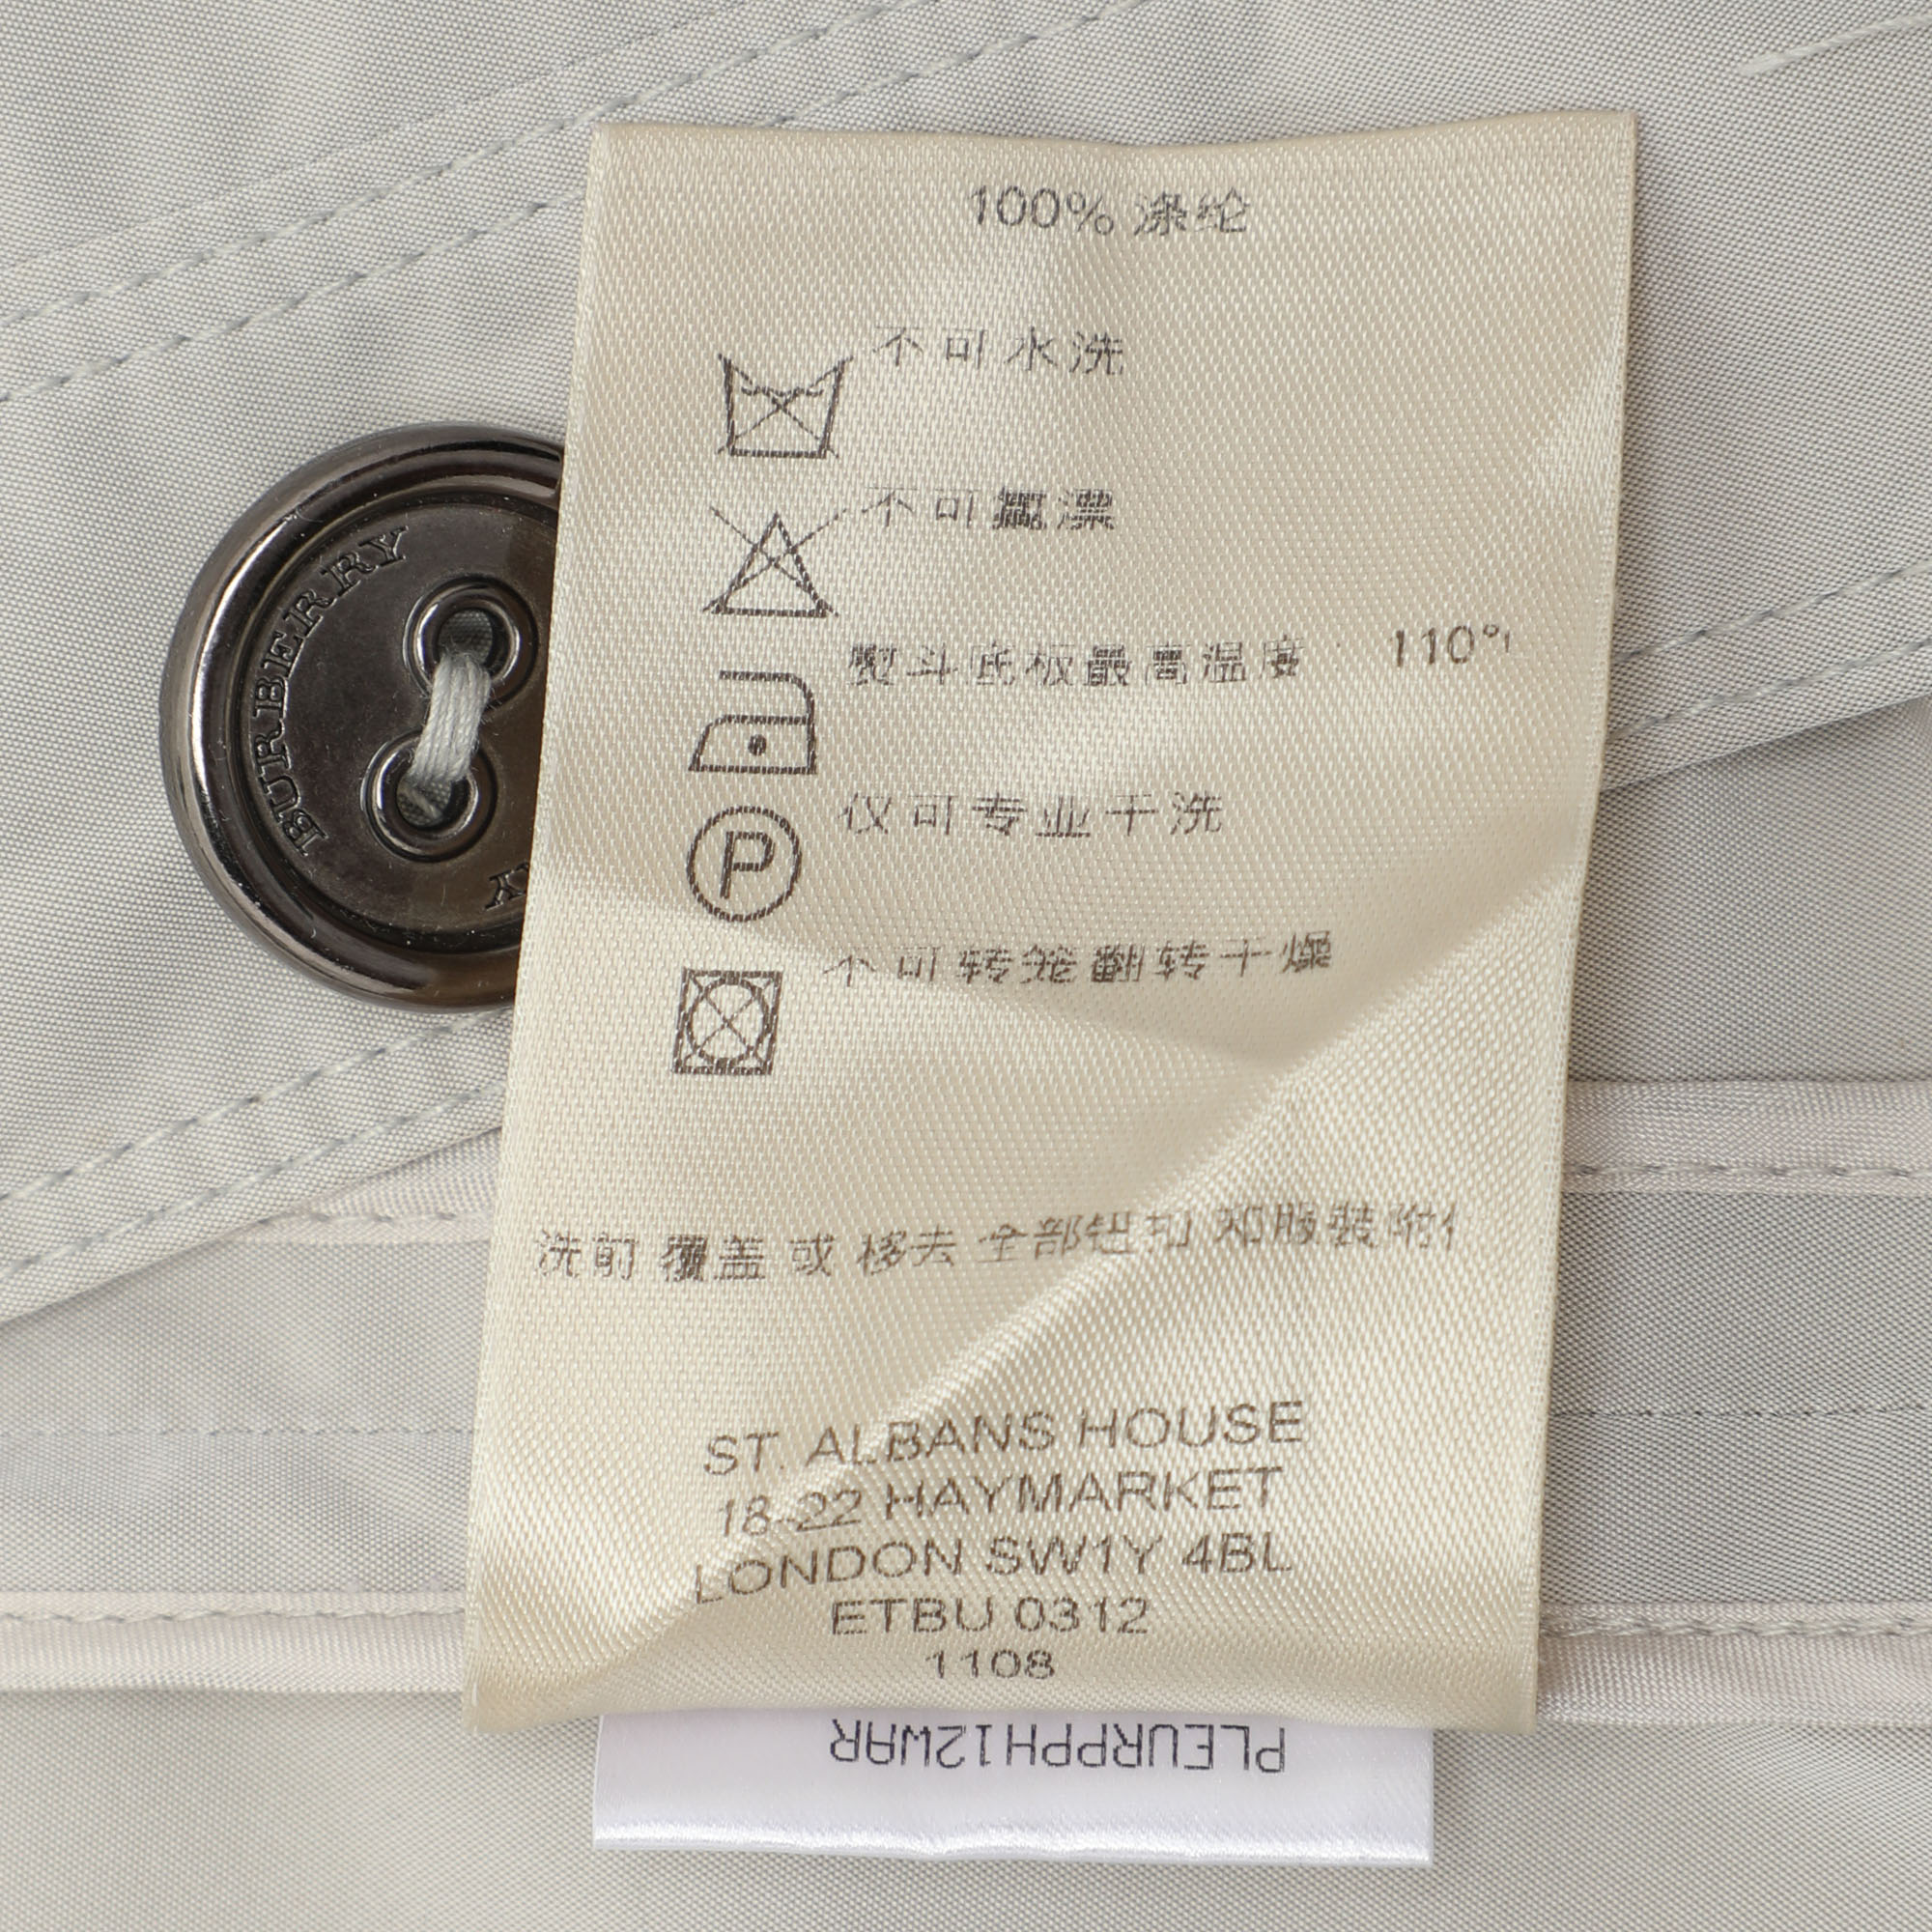 100% 涤纶
不可水洗
不可氯漂
熨斗底板最高温度 110°
仅可专业干洗
不可转笼翻转干燥
洗前 覆盖 或 移去 全部钮扣 和服装附
ST. ALBANS HOUSE
18-22 HAYMARKET
LONDON SW1Y 4BL
ETBU 0312
1108
PLEURPPH12WAR
BURBERRY
P